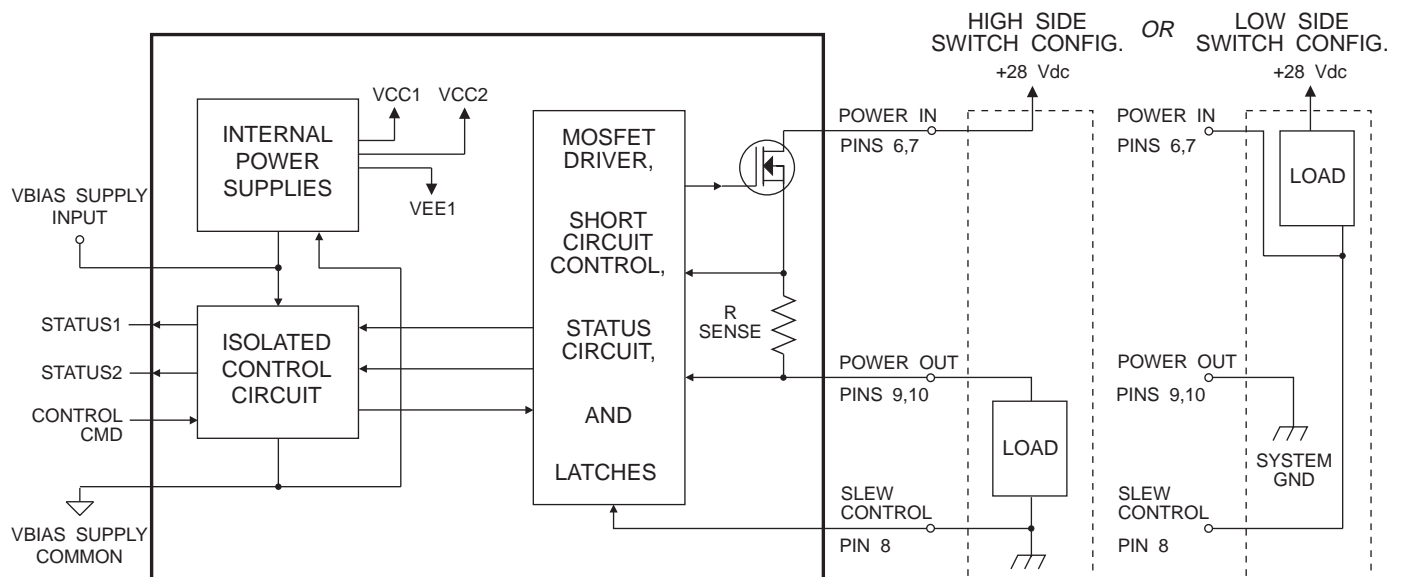 HIGH SIDE
SWITCH CONFIG.
OR
LOW SIDE
SWITCH CONFIG.
+28 Vdc
+28 Vdc
VCC1
VCC2
VEE1
INTERNAL
POWER
SUPPLIES
VBIAS SUPPLY
INPUT
STATUS1
STATUS2
CONTROL
CMD
VBIAS SUPPLY
COMMON
ISOLATED
CONTROL
CIRCUIT
MOSFET
DRIVER,
SHORT
CIRCUIT
CONTROL,
STATUS
CIRCUIT,
AND
LATCHES
R
SENSE
POWER IN
PINS 6,7
POWER OUT
PINS 9,10
SLEW
CONTROL
PIN 8
LOAD
POWER IN
PINS 6,7
LOAD
POWER OUT
PINS 9,10
SYSTEM
GND
SLEW
CONTROL
PIN 8